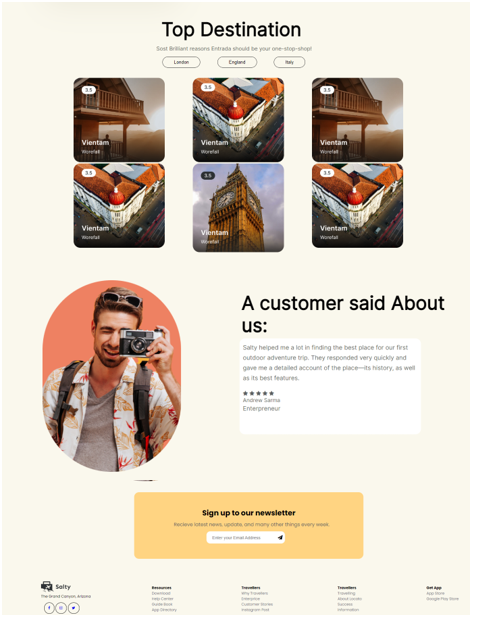 Top Destination
Sost Brilliant reasons Entrada should be your one-stop-shop!
London England Italy
3.5 3.5 3.5
Vientam Vientam Vientam
Worefall Worefall Worefall
3.5 3.5 3.5
Vientam Vientam Vientam
Worefall Worefall Worefall
A customer said About
us:
Salty helped me a lot in finding the best place for our first
outdoor adventure trip. They responded very quickly and
gave me a detailed account of the place—its history, as well
as its best features.
Andrew Sarma
Enterpreneur
Sign up to our newsletter
Recieve latest news, updabs, and many other things every week.
Enter your Email Address
Salty
The Grand Canyon, Arizona
Resources
Download
Help Center
Guide Book
App Directory
Travellers
Why Travellers
Enterprice
Customer Stories
Instagram Post
Travellers
Travelling
About Locato
Success
Information
Get App
App Store
Google Play Store